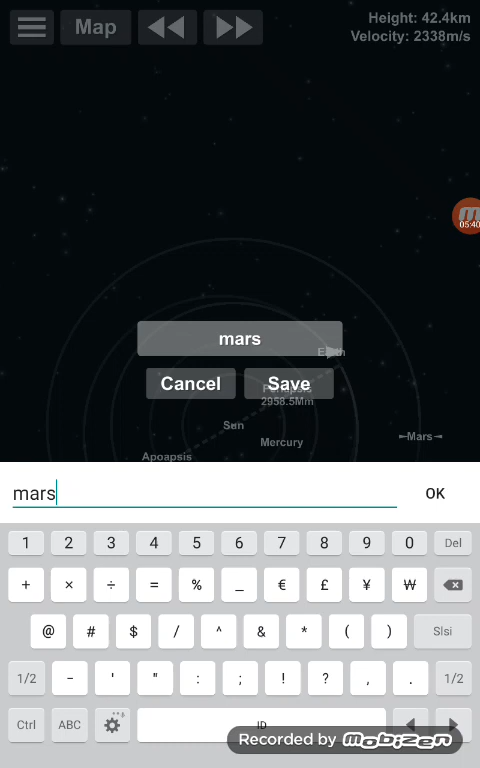 Map
Height: 42.4km
Velocity: 2338m/s
05:40
mars
Earth
Cancel
Save
Periapsis
2958.5Mm
Sun
Mercury
Mars
Apoapsis
mars
OK
1 2 3 4 5 6 7 8 9 0 Del
+ × ÷ = % _ € £ ¥ ₩
@ # $ / ^ & * ( ) Slsi
1/2 - ' " : ; ! ? , . 1/2
Ctrl ABC ID
Recorded by mobizen